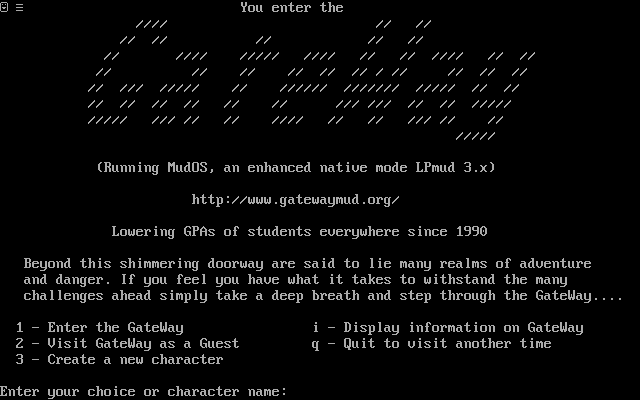 You enter the
GateWay
(Running MudOS, an enhanced native mode LPmud 3.x)
http://www.gatewaymud.org/
Lowering GPAs of students everywhere since 1990
Beyond this shimmering doorway are said to lie many realms of adventure
and danger. If you feel you have what it takes to withstand the many
challenges ahead simply take a deep breath and step through the GateWay....
1 - Enter the GateWay
i - Display information on GateWay
2 - Visit GateWay as a Guest
q - Quit to visit another time
3 - Create a new character
Enter your choice or character name: